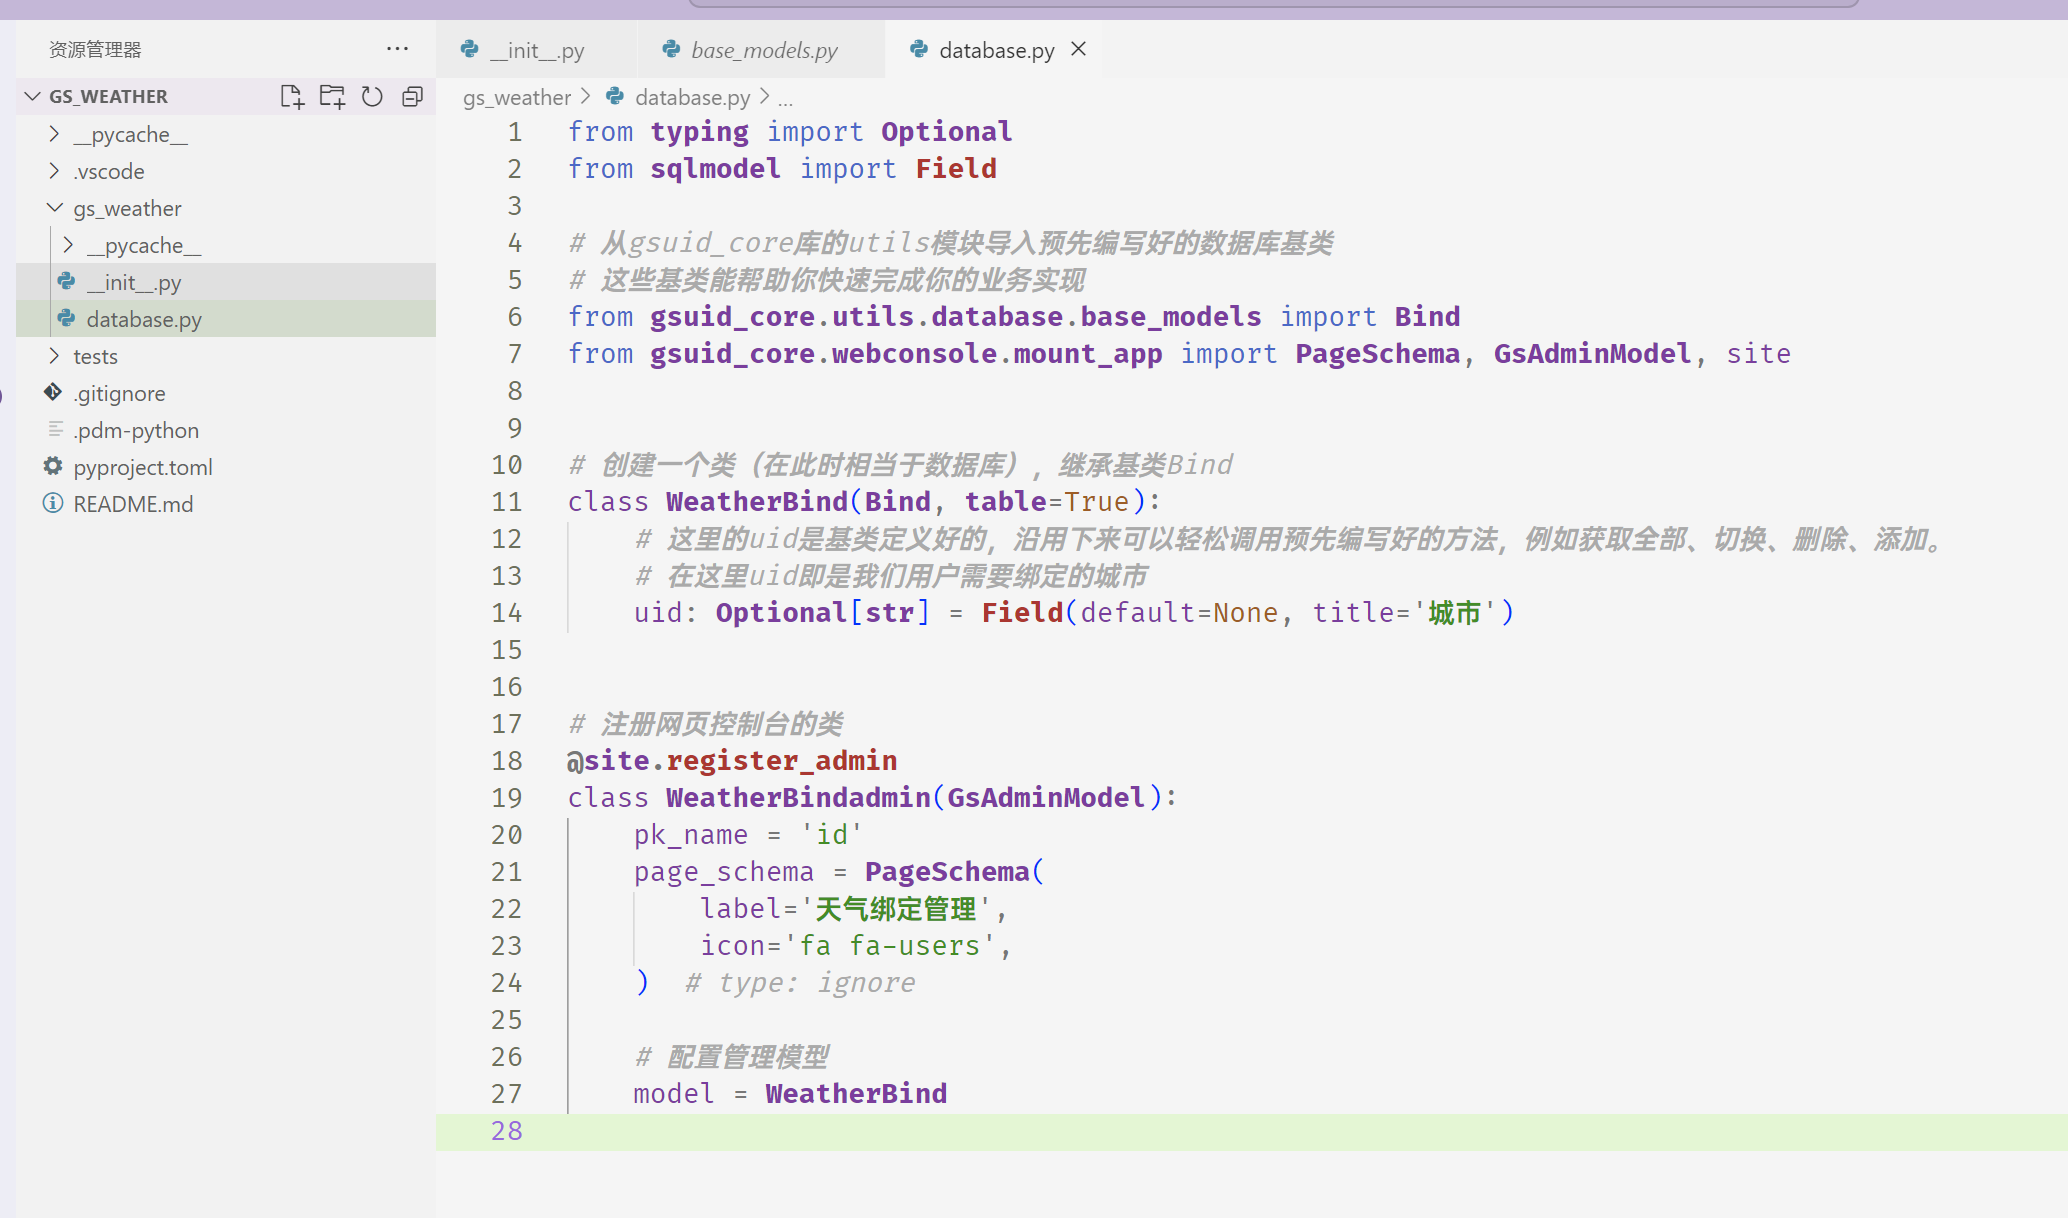 资源管理器
GS_WEATHER
__pycache__
.vscode
gs_weather
__pycache__
__init__.py
database.py
tests
.gitignore
.pdm-python
pyproject.toml
README.md
__init__.py
base_models.py
database.py
gs_weather > database.py > ...
1 from typing import Optional
2 from sqlmodel import Field
3
4 # 从gsuid_core库的utils模块导入预先编写好的数据库基类
5 # 这些基类能帮助你快速完成你的业务实现
6 from gsuid_core.utils.database.base_models import Bind
7 from gsuid_core.webconsole.mount_app import PageSchema, GsAdminModel, site
8
9
10 # 创建一个类（在此时相当于数据库），继承基类Bind
11 class WeatherBind(Bind, table=True):
12     # 这里的uid是基类定义好的，沿用下来可以轻松调用预先编写好的方法，例如获取全部、切换、删除、添加。
13     # 在这里uid即是我们用户需要绑定的城市
14     uid: Optional[str] = Field(default=None, title='城市')
15
16
17 # 注册网页控制台的类
18 @site.register_admin
19 class WeatherBindadmin(GsAdminModel):
20     pk_name = 'id'
21     page_schema = PageSchema(
22         label='天气绑定管理',
23         icon='fa fa-users',
24     )  # type: ignore
25
26     # 配置管理模型
27     model = WeatherBind
28